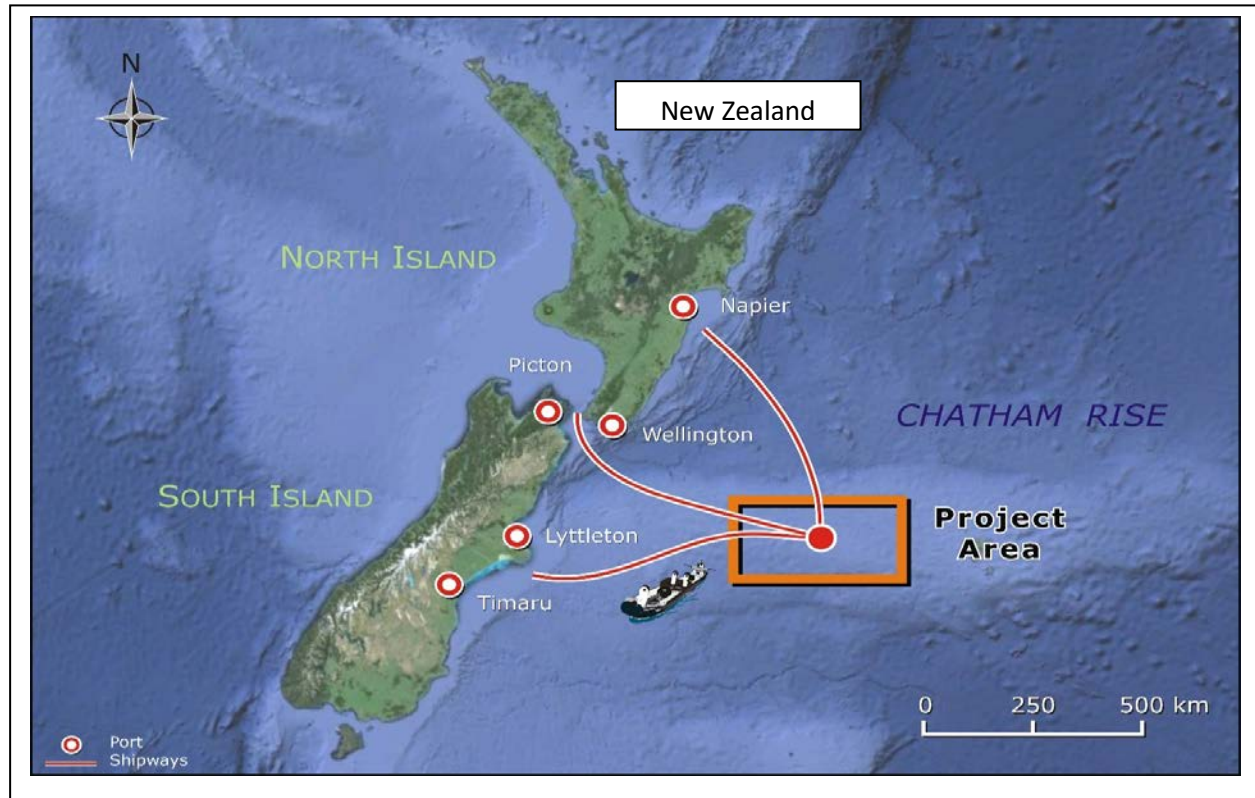 N
New Zealand
NORTH ISLAND
Napier
Picton
CHATHAM RISE
Wellington
SOUTH ISLAND
Project
Area
Lyttleton
Timaru
0 250 500 km
Port
Shipways